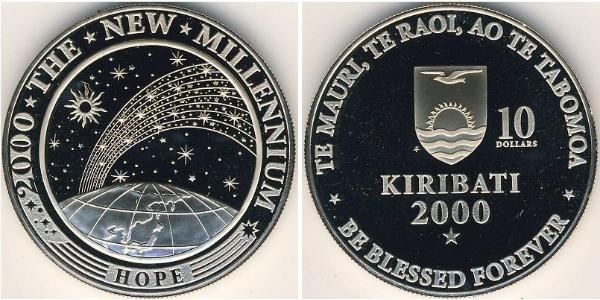 2000 ★ THE ★ NEW ★ MILLENNIUM
HOPE
TE MAURI, TE RAOI, AO TE TABOMOA
10
DOLLARS
KIRIBATI
2000
★ BE BLESSED FOREVER ★